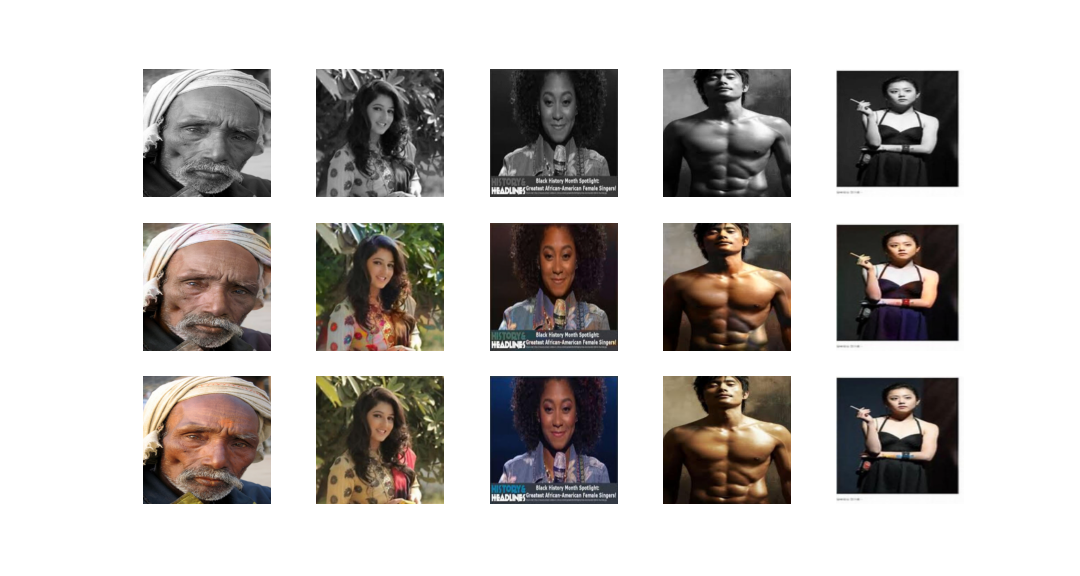 HISTORY&
HEADLINES
Black History Month Spotlight:
Greatest African-American Female Singers!
HISTORY&
HEADLINES
Black History Month Spotlight:
Greatest African-American Female Singers!
HISTORY&
HEADLINES
Black History Month Spotlight:
Greatest African-American Female Singers!